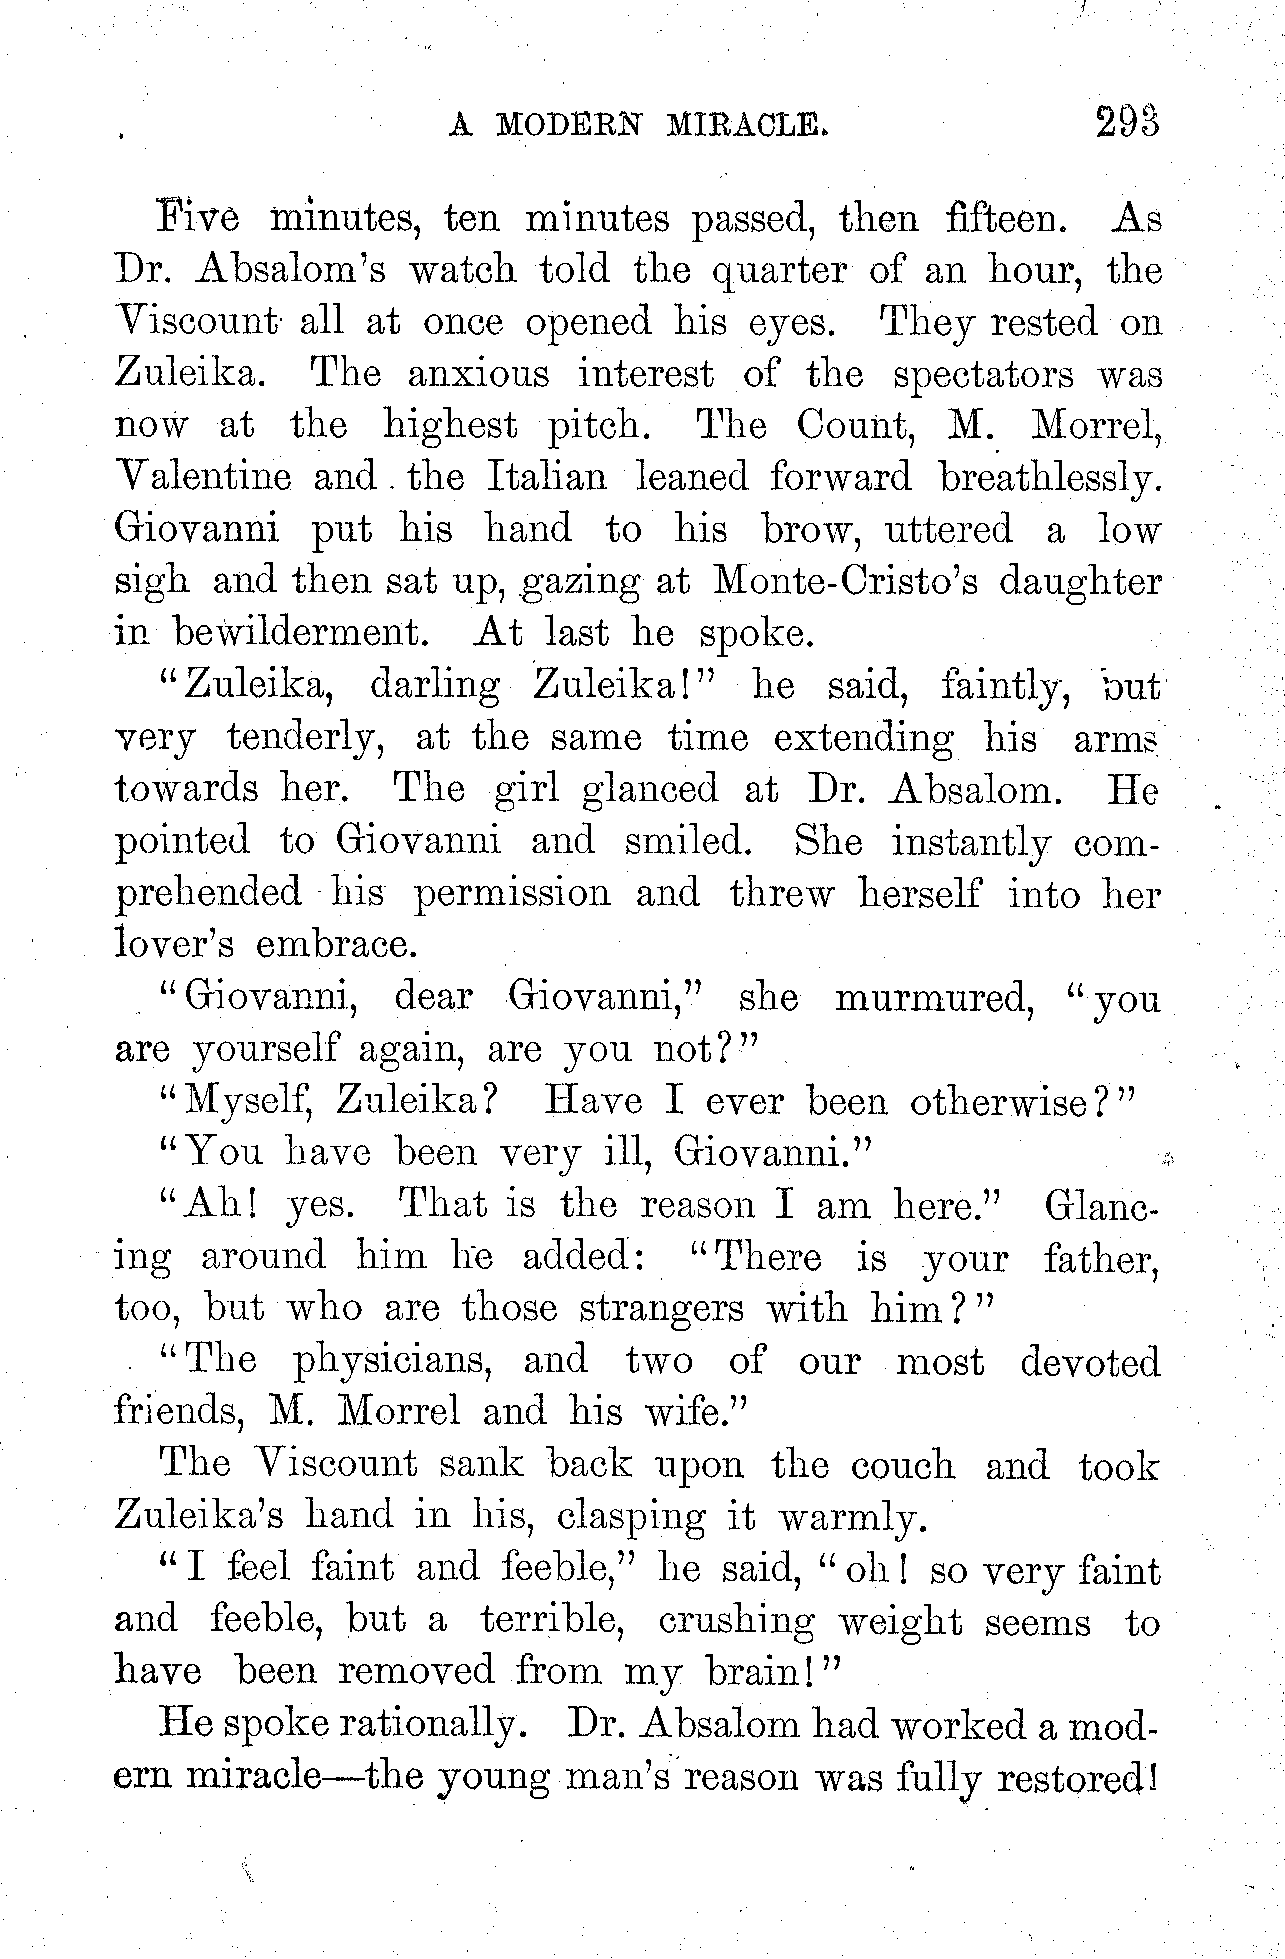 A MODERN MIRACLE. 293
Five minutes, ten minutes passed, then fifteen. As
Dr. Absalom's watch told the quarter of an hour, the
Viscount all at once opened his eyes. They rested on
Zuleika. The anxious interest of the spectators was
now at the highest pitch. The Count, M. Morrel,
Valentine and the Italian leaned forward breathlessly.
Giovanni put his hand to his brow, uttered a low
sigh and then sat up, gazing at Monte-Cristo's daughter
in bewilderment. At last he spoke.
"Zuleika, darling Zuleika!" he said, faintly, but
very tenderly, at the same time extending his arms
towards her. The girl glanced at Dr. Absalom. He
pointed to Giovanni and smiled. She instantly com-
prehended his permission and threw herself into her
lover's embrace.
"Giovanni, dear Giovanni," she murmured, "you
are yourself again, are you not?"
"Myself, Zuleika? Have I ever been otherwise?"
"You have been very ill, Giovanni."
"Ah! yes. That is the reason I am here." Glanc-
ing around him he added: "There is your father,
too, but who are those strangers with him?"
"The physicians, and two of our most devoted
friends, M. Morrel and his wife."
The Viscount sank back upon the couch and took
Zuleika's hand in his, clasping it warmly.
"I feel faint and feeble," he said, "oh! so very faint
and feeble, but a terrible, crushing weight seems to
have been removed from my brain!"
He spoke rationally. Dr. Absalom had worked a mod-
ern miracle—the young man's reason was fully restored!